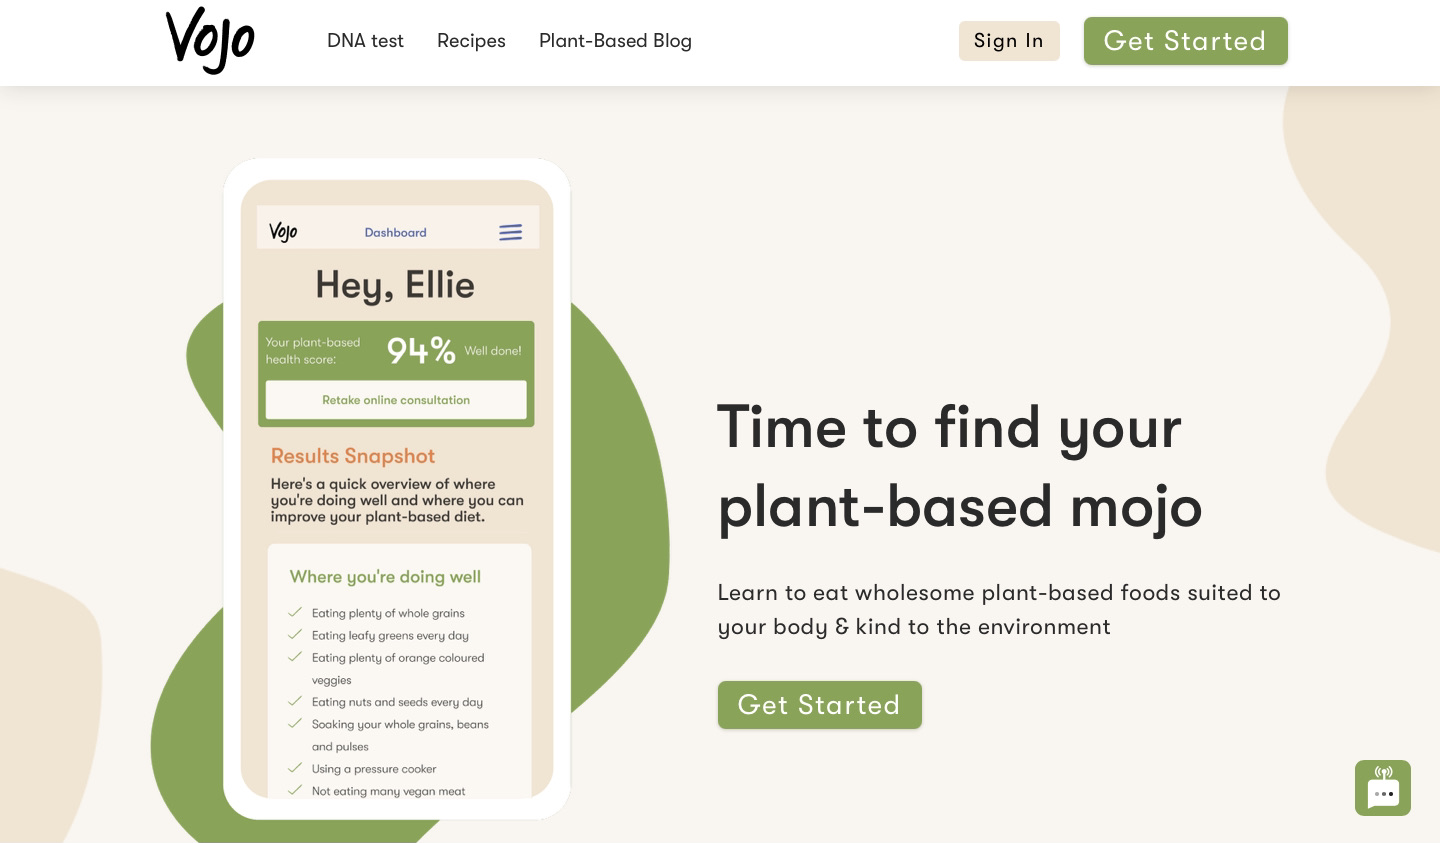 Vojo
DNA test
Recipes
Plant-Based Blog
Sign In
Get Started
Vojo
Dashboard
Hey, Ellie
Your plant-based
health score:
94%
Well done!
Retake online consultation
Results Snapshot
Here's a quick overview of where
you're doing well and where you can
improve your plant-based diet.
Where you're doing well
Eating plenty of whole grains
Eating leafy greens every day
Eating plenty of orange coloured
veggies
Eating nuts and seeds every day
Soaking your whole grains, beans
and pulses
Using a pressure cooker
Not eating many vegan meat
Time to find your
plant-based mojo
Learn to eat wholesome plant-based foods suited to
your body & kind to the environment
Get Started